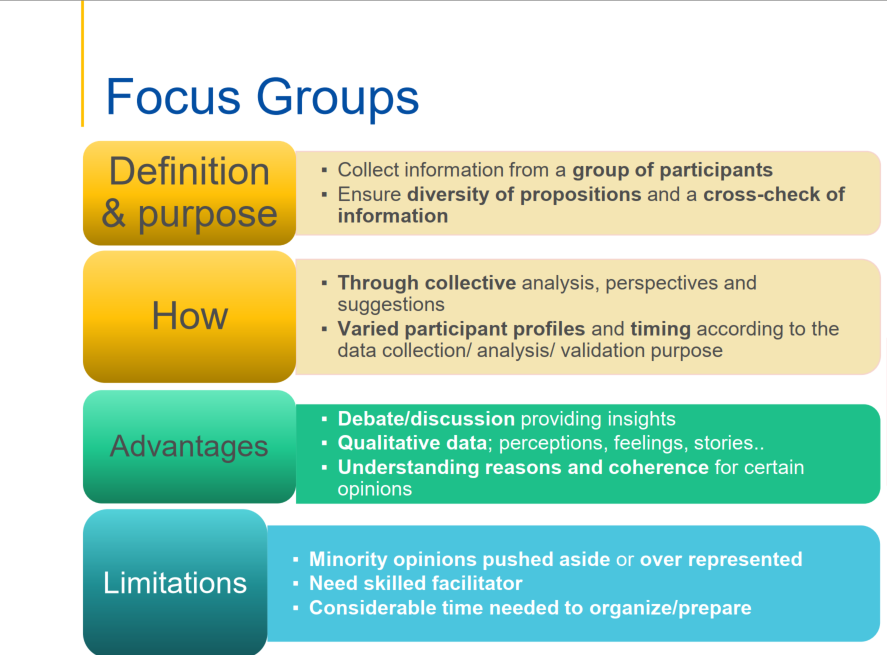 Focus Groups
Definition
& purpose
▪ Collect information from a group of participants
▪ Ensure diversity of propositions and a cross-check of
information
How
▪ Through collective analysis, perspectives and
suggestions
▪ Varied participant profiles and timing according to the
data collection/ analysis/ validation purpose
Advantages
▪ Debate/discussion providing insights
▪ Qualitative data; perceptions, feelings, stories..
▪ Understanding reasons and coherence for certain
opinions
Limitations
▪ Minority opinions pushed aside or over represented
▪ Need skilled facilitator
▪ Considerable time needed to organize/prepare